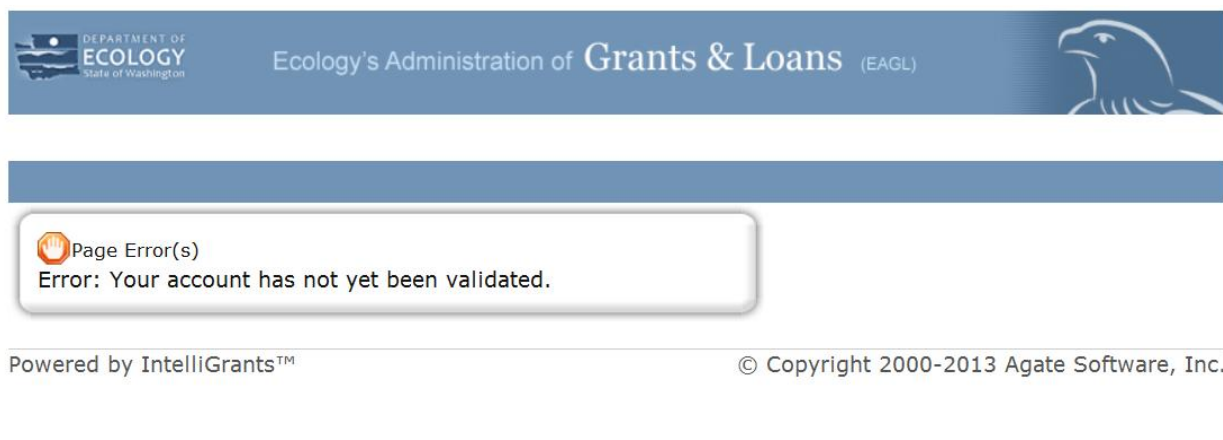 DEPARTMENT OF
ECOLOGY
State of Washington
Ecology's Administration of Grants & Loans (EAGL)
Page Error(s)
Error: Your account has not yet been validated.
Powered by IntelliGrants™
© Copyright 2000-2013 Agate Software, Inc.